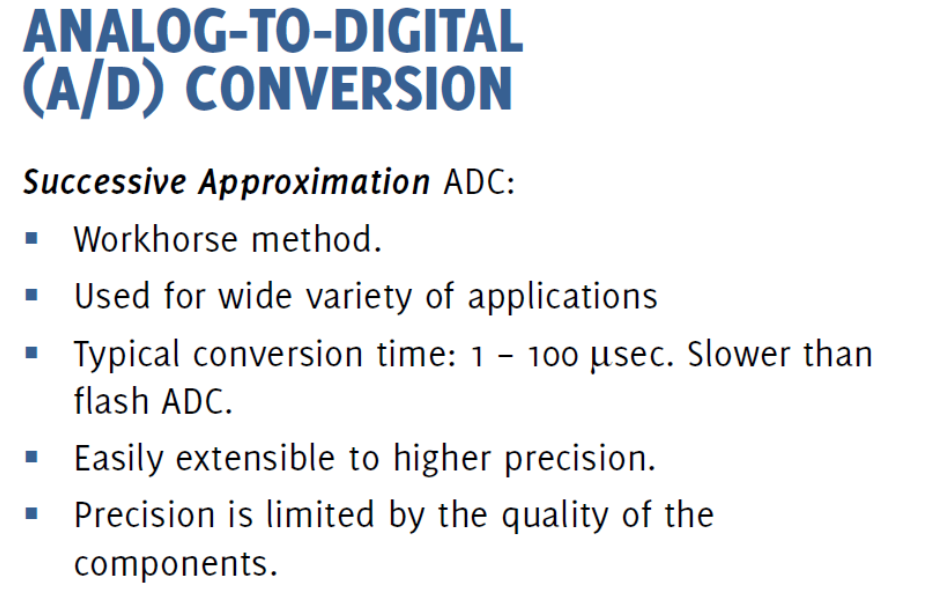 ANALOG-TO-DIGITAL
(A/D) CONVERSION
Successive Approximation ADC:
▪ Workhorse method.
▪ Used for wide variety of applications
▪ Typical conversion time: 1 – 100 μsec. Slower than
flash ADC.
▪ Easily extensible to higher precision.
▪ Precision is limited by the quality of the
components.